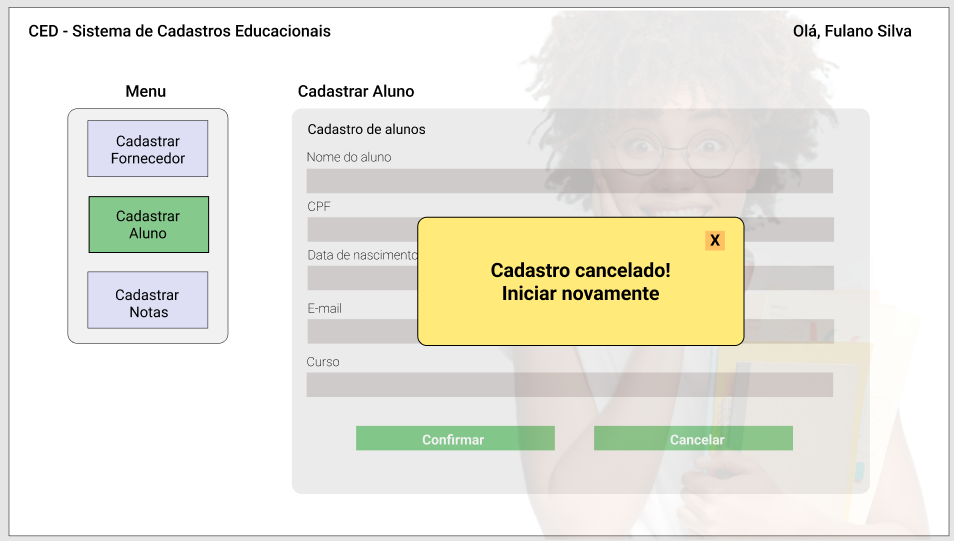 CED - Sistema de Cadastros Educacionais
Olá, Fulano Silva
Menu
Cadastrar
Fornecedor
Cadastrar
Aluno
Cadastrar
Notas
Cadastrar Aluno
Cadastro de alunos
Nome do aluno
CPF
Data de nascimento
E-mail
Curso
X
Cadastro cancelado!
Iniciar novamente
Confirmar
Cancelar